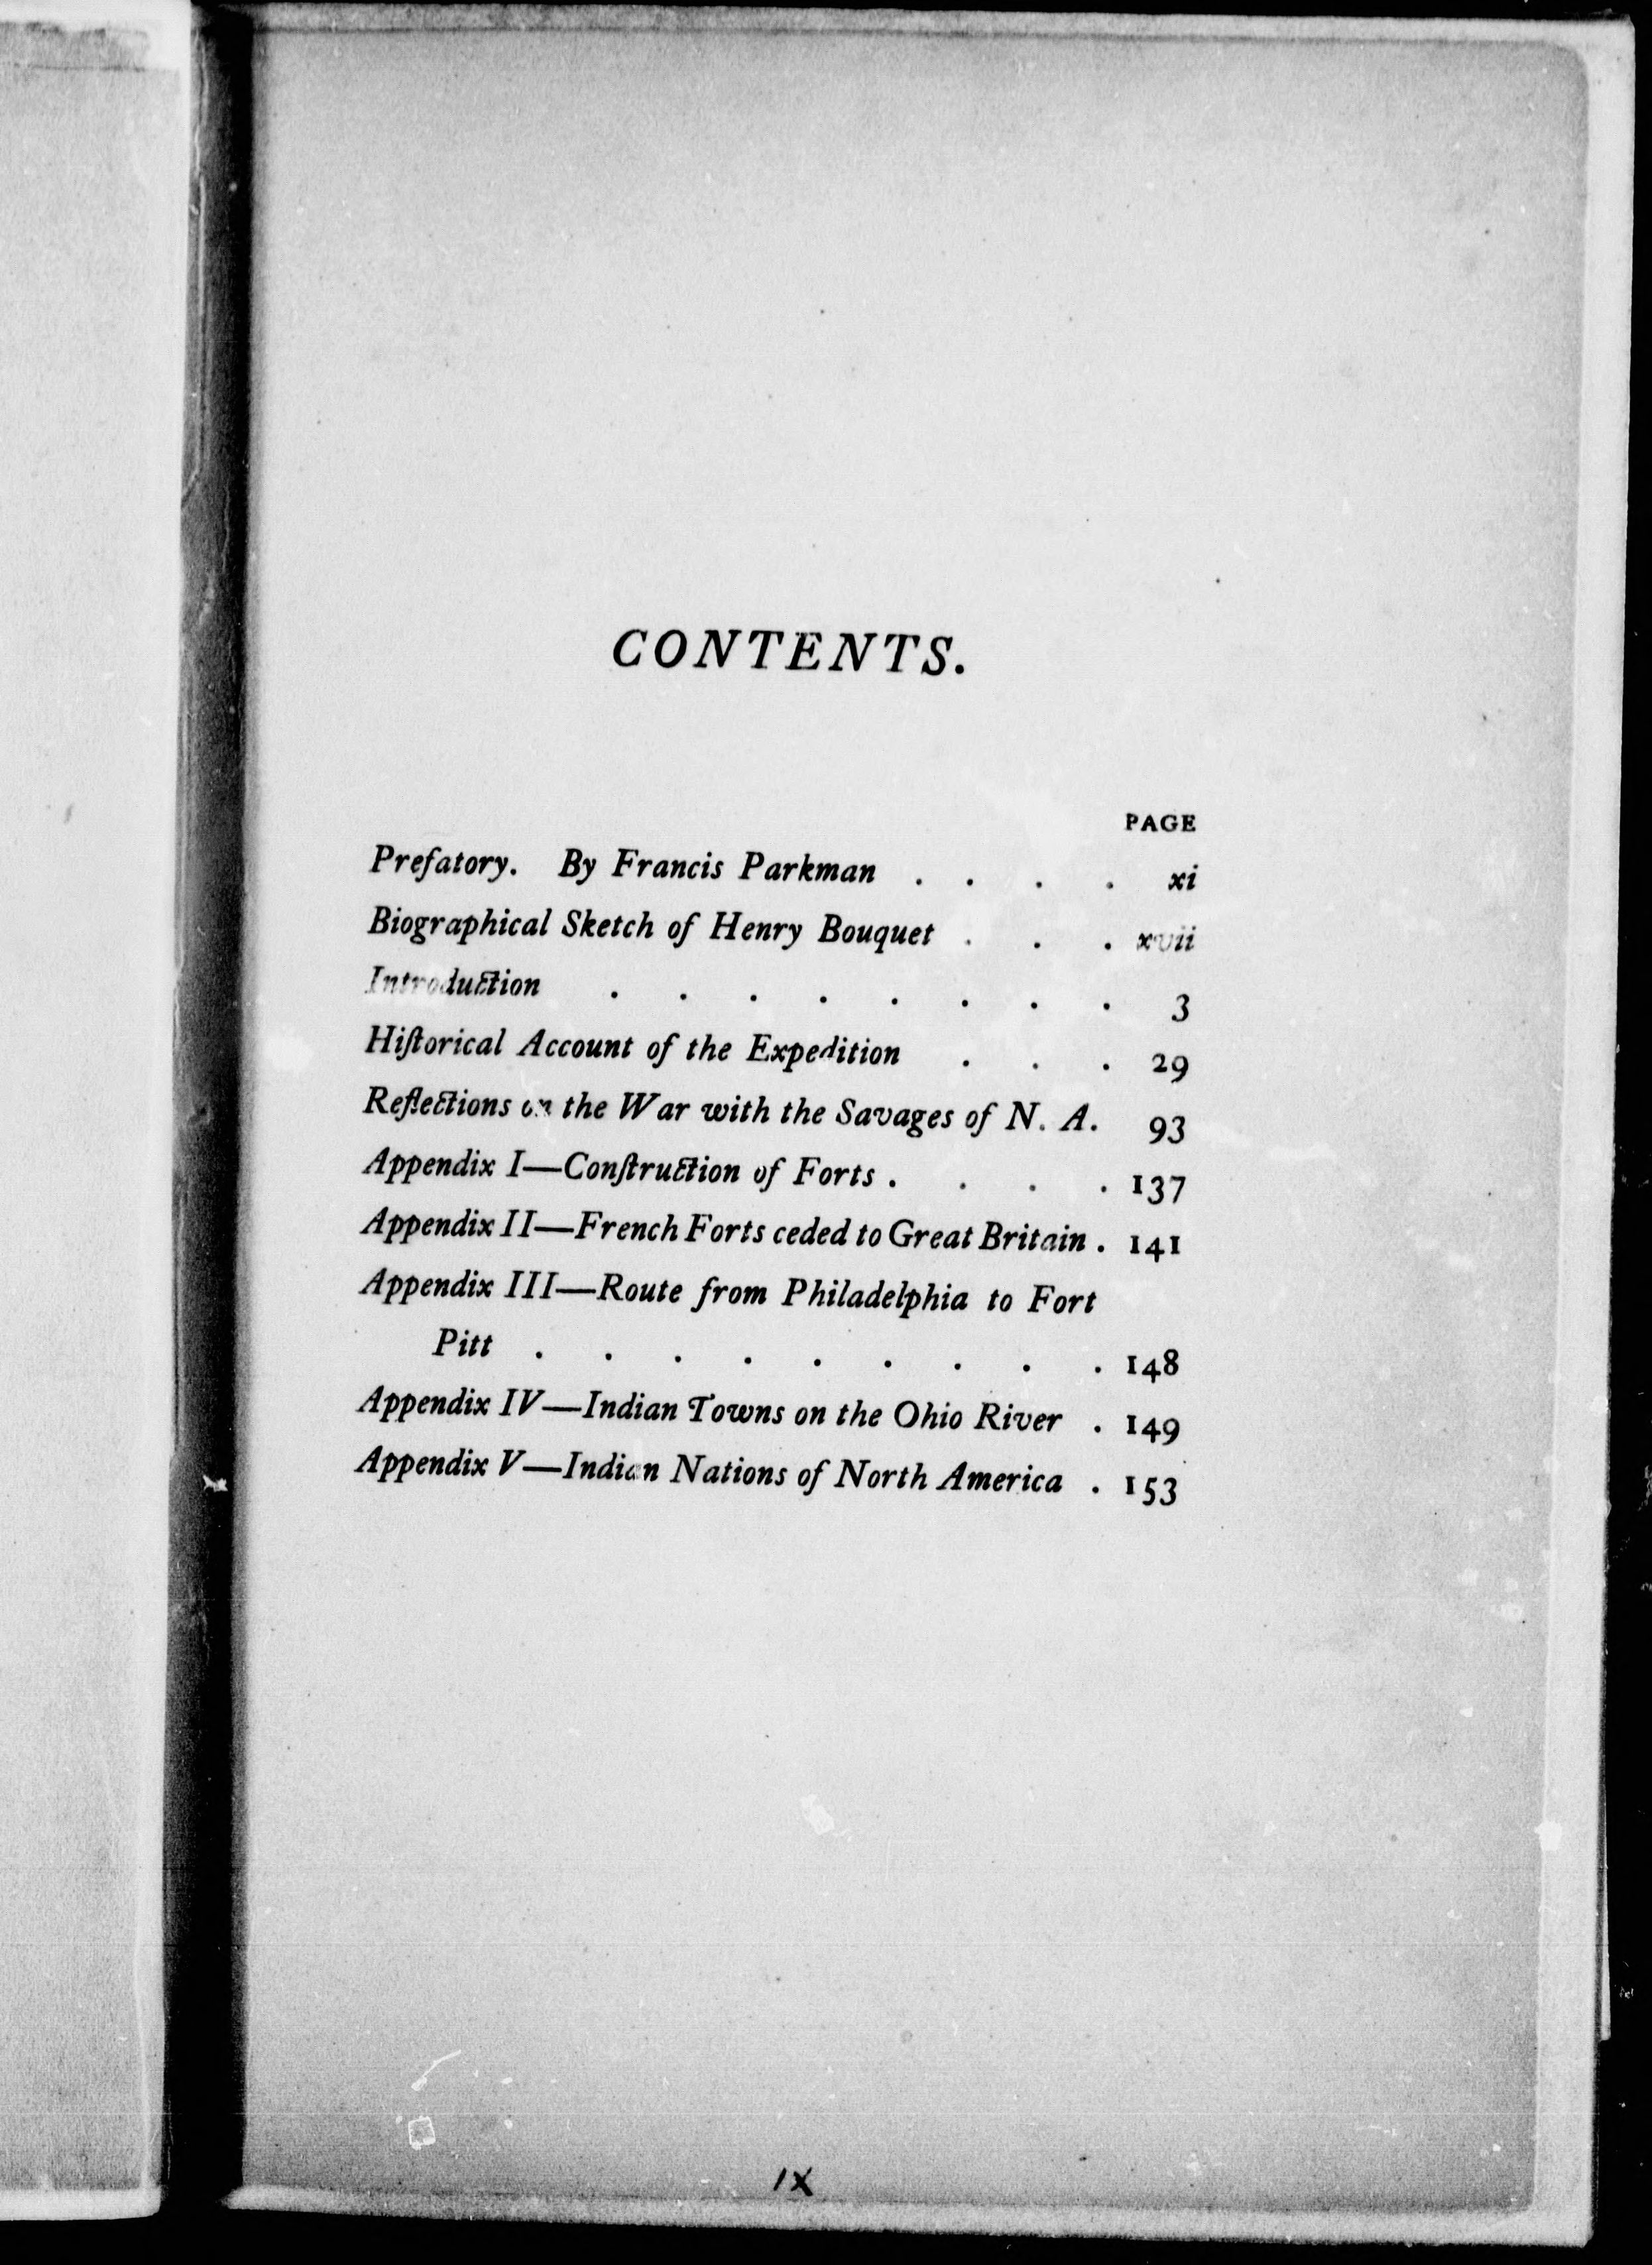 CONTENTS.
PAGE
Prefatory. By Francis Parkman . . . . xi
Biographical Sketch of Henry Bouquet . . . xvii
Introduction . . . . . . . . 3
Hiſtorical Account of the Expedition . . . 29
Reflections on the War with the Savages of N. A. 93
Appendix I—Conſtruction of Forts . . . . 137
Appendix II—French Forts ceded to Great Britain . 141
Appendix III—Route from Philadelphia to Fort
Pitt . . . . . . . . . 148
Appendix IV—Indian Towns on the Ohio River . 149
Appendix V—Indian Nations of North America . 153
IX